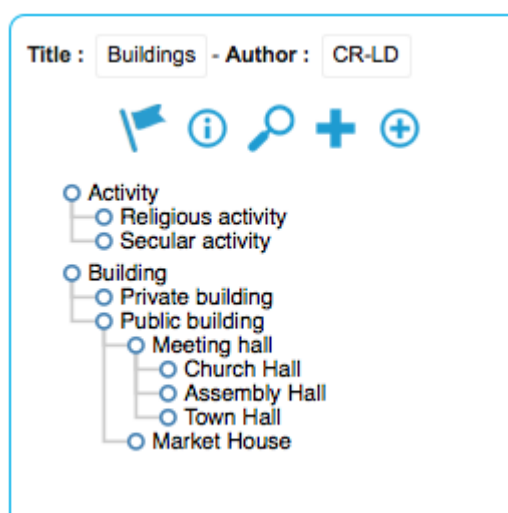 Title : Buildings - Author : CR-LD
Activity
Religious activity
Secular activity
Building
Private building
Public building
Meeting hall
Church Hall
Assembly Hall
Town Hall
Market House